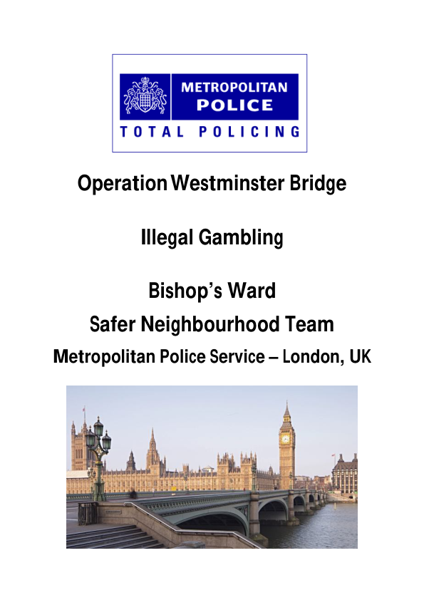 METROPOLITAN
POLICE
TOTAL POLICING
Operation Westminster Bridge
Illegal Gambling
Bishop's Ward
Safer Neighbourhood Team
Metropolitan Police Service – London, UK